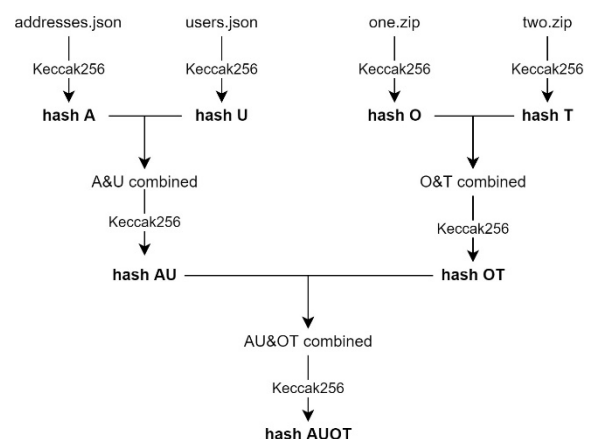 addresses.json users.json one.zip two.zip
Keccak256 Keccak256 Keccak256 Keccak256
hash A hash U hash O hash T
A&U combined O&T combined
Keccak256 Keccak256
hash AU hash OT
AU&OT combined
Keccak256
hash AUOT